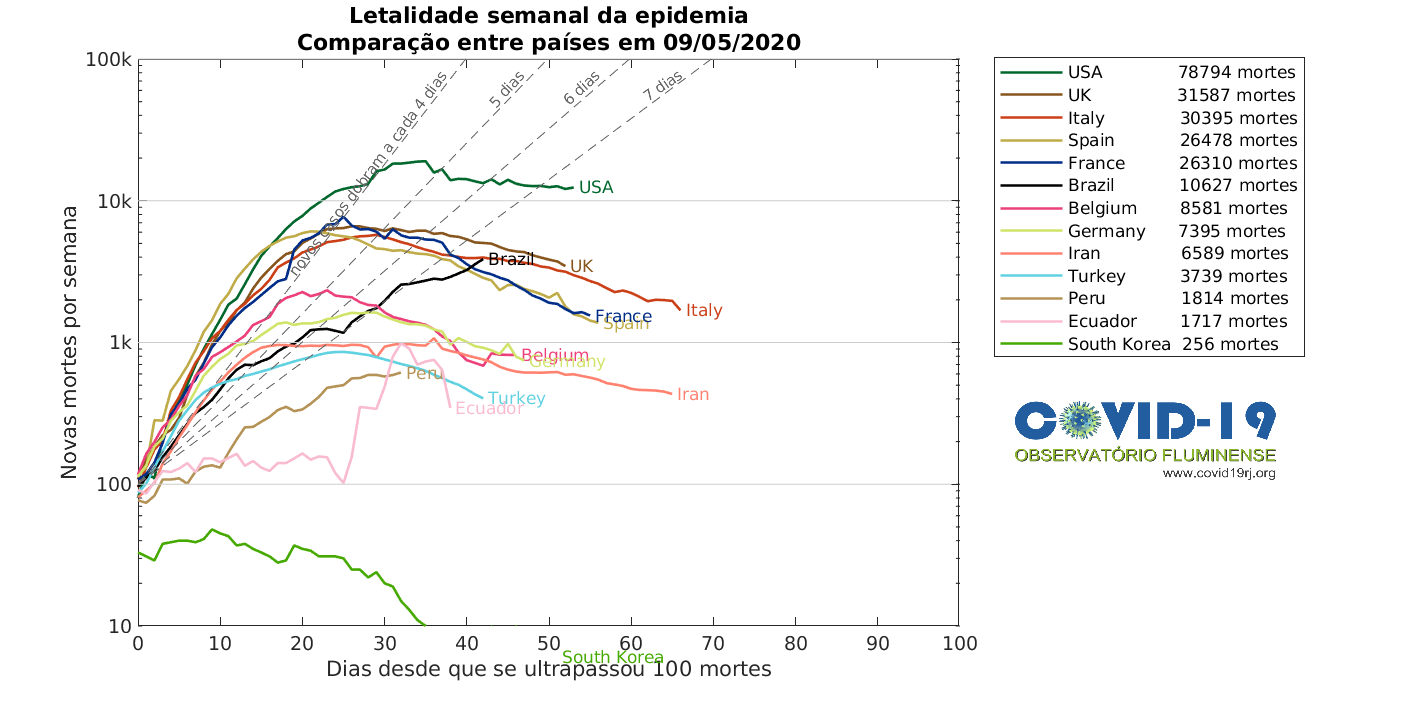 Letalidade semanal da epidemia
Comparação entre países em 09/05/2020
Novas mortes por semana
100k
10k
1k
100
10
0 10 20 30 40 50 60 70 80 90 100
Dias desde que se ultrapassou 100 mortes
novos casos dobram a cada 4 dias
5 dias
6 dias
7 dias
USA
UK
Italy
Brazil
France
Spain
Belgium
Germany
Peru
Turkey
Ecuador
Iran
South Korea
USA 78794 mortes
UK 31587 mortes
Italy 30395 mortes
Spain 26478 mortes
France 26310 mortes
Brazil 10627 mortes
Belgium 8581 mortes
Germany 7395 mortes
Iran 6589 mortes
Turkey 3739 mortes
Peru 1814 mortes
Ecuador 1717 mortes
South Korea 256 mortes
COVID-19
OBSERVATÓRIO FLUMINENSE
www.covid19rj.org